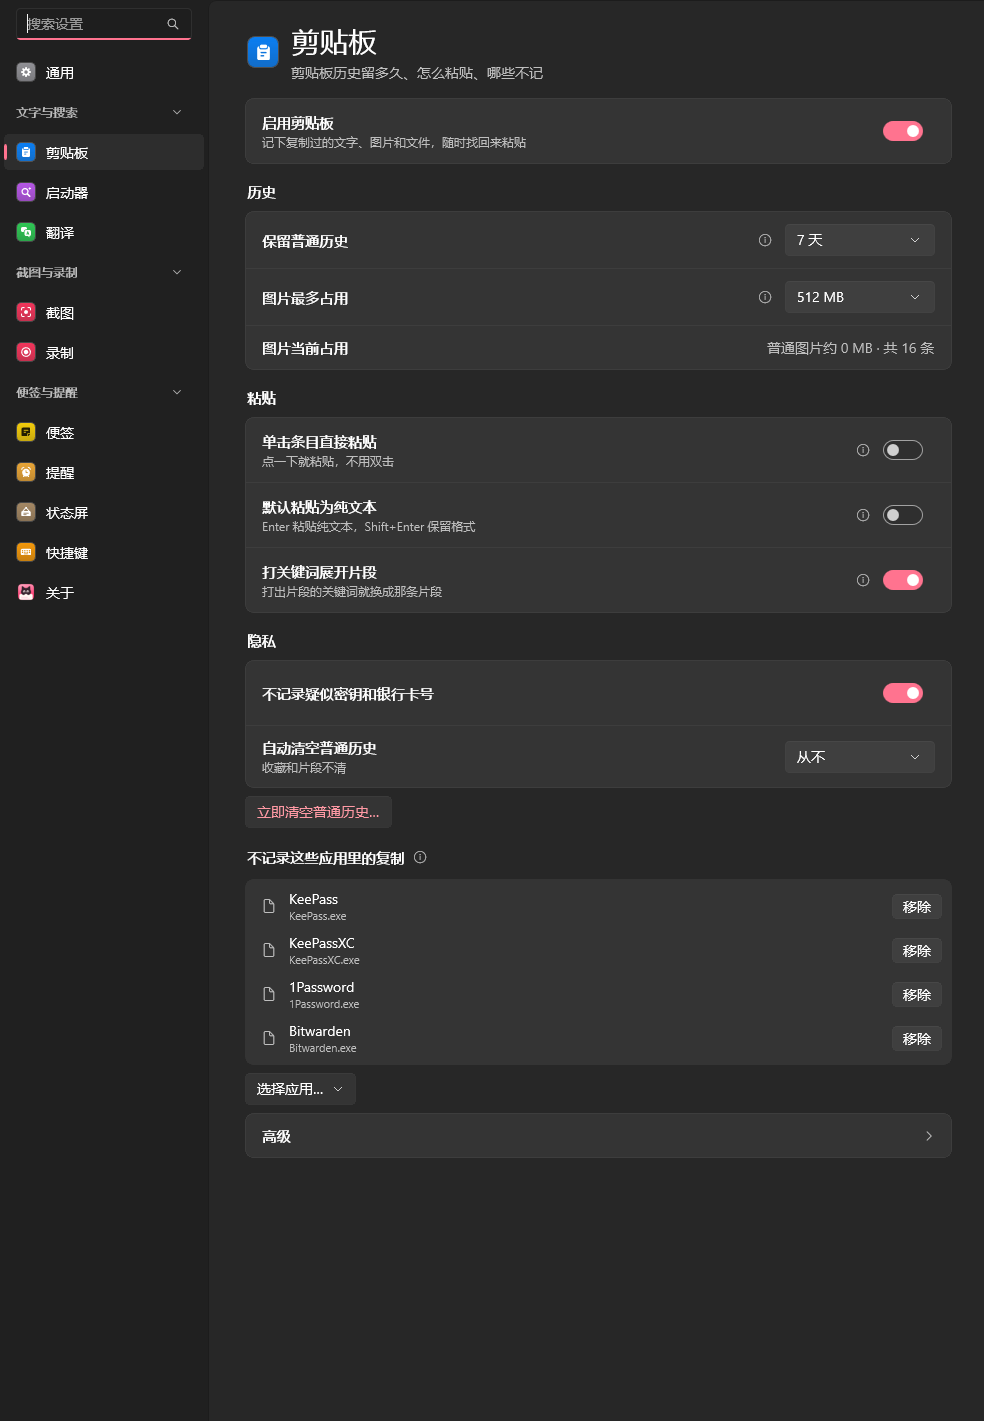 搜索设置
通用
文字与搜索
剪贴板
启动器
翻译
截图与录制
截图
录制
便签与提醒
便签
提醒
状态屏
快捷键
关于
剪贴板
剪贴板历史留多久、怎么粘贴、哪些不记
启用剪贴板
记下复制过的文字、图片和文件，随时找回来粘贴
历史
保留普通历史
7 天
图片最多占用
512 MB
图片当前占用
普通图片约 0 MB · 共 16 条
粘贴
单击条目直接粘贴
点一下就粘贴，不用双击
默认粘贴为纯文本
Enter 粘贴纯文本，Shift+Enter 保留格式
打关键词展开片段
打出片段的关键词就换成那条片段
隐私
不记录疑似密钥和银行卡号
自动清空普通历史
收藏和片段不清
从不
立即清空普通历史...
不记录这些应用里的复制
KeePass
KeePass.exe
移除
KeePassXC
KeePassXC.exe
移除
1Password
1Password.exe
移除
Bitwarden
Bitwarden.exe
移除
选择应用...
高级